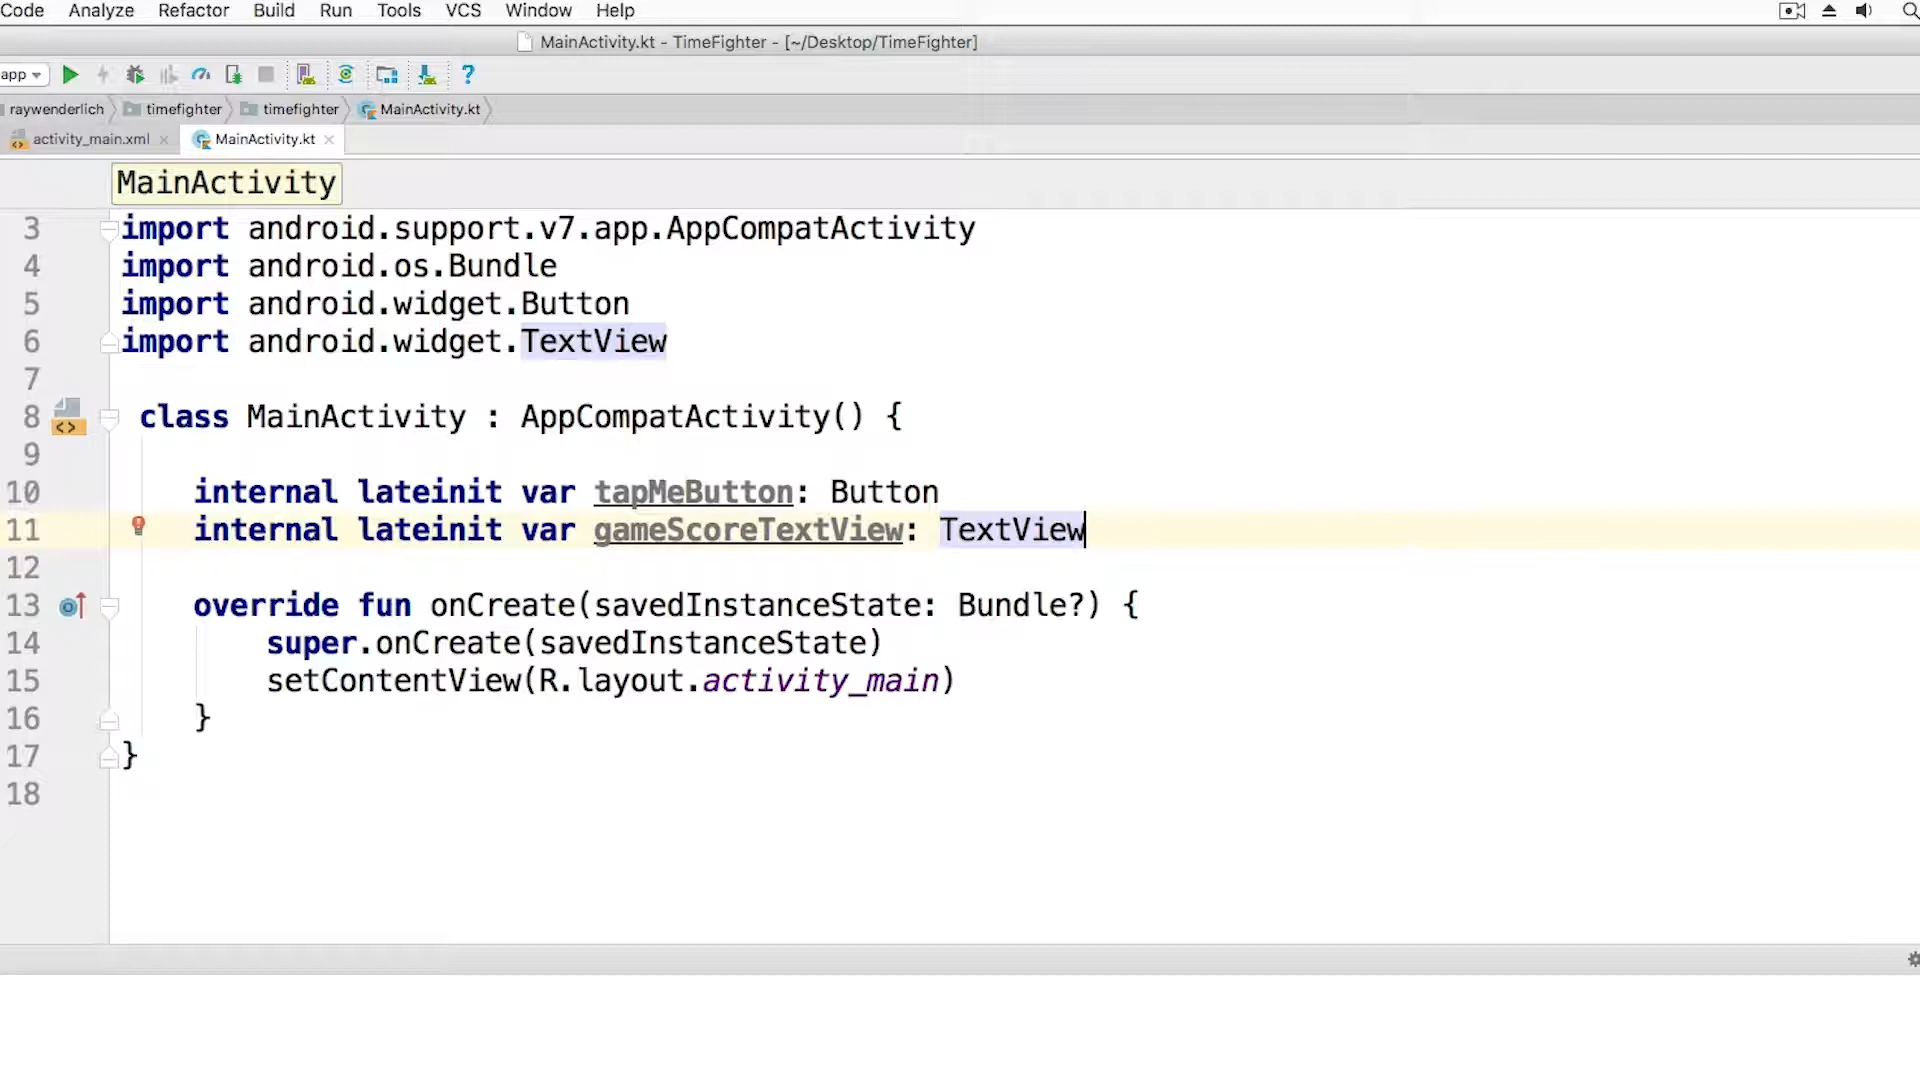 Code Analyze Refactor Build Run Tools VCS Window Help
MainActivity.kt - TimeFighter - [~/Desktop/TimeFighter]
app
?
raywenderlich timefighter timefighter MainActivity.kt
activity_main.xml MainActivity.kt
MainActivity
3 import android.support.v7.app.AppCompatActivity
4 import android.os.Bundle
5 import android.widget.Button
6 import android.widget.TextView
7
8 class MainActivity : AppCompatActivity() {
9
10 internal lateinit var tapMeButton: Button
11 internal lateinit var gameScoreTextView: TextView
12
13 override fun onCreate(savedInstanceState: Bundle?) {
14 super.onCreate(savedInstanceState)
15 setContentView(R.layout.activity_main)
16 }
17 }
18